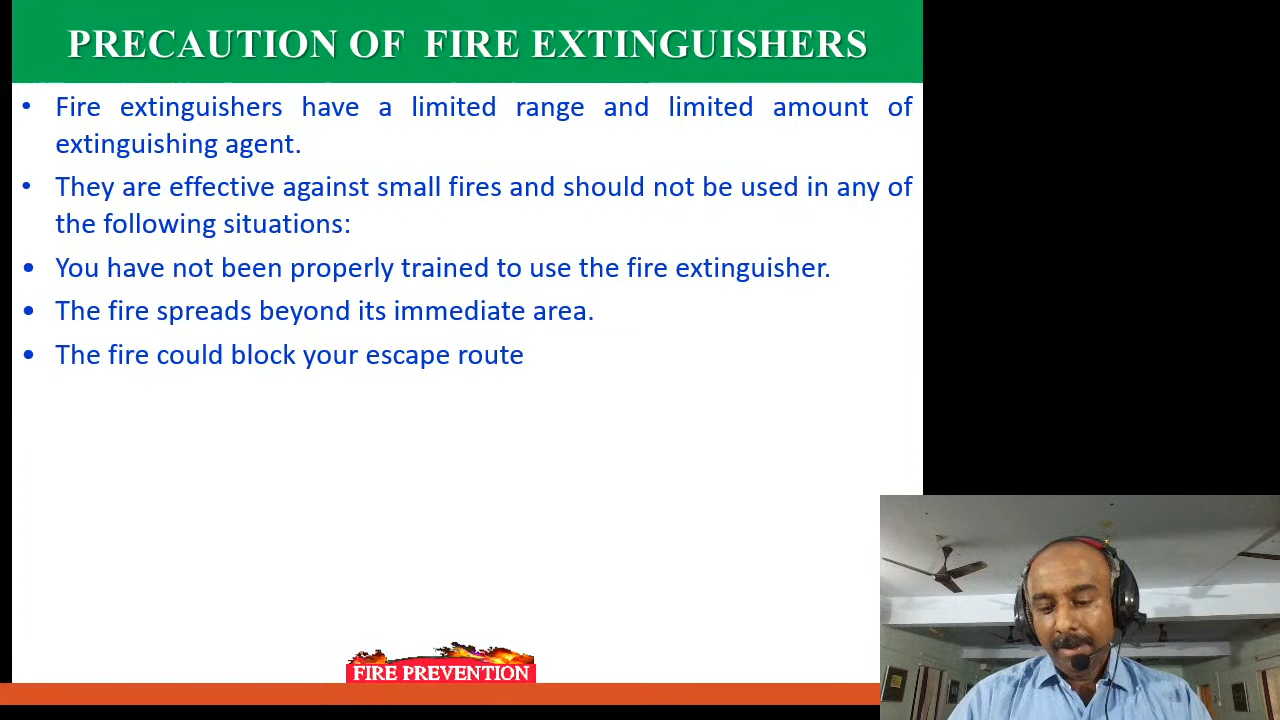 PRECAUTION OF FIRE EXTINGUISHERS
• Fire extinguishers have a limited range and limited amount of
extinguishing agent.
• They are effective against small fires and should not be used in any of
the following situations:
• You have not been properly trained to use the fire extinguisher.
• The fire spreads beyond its immediate area.
• The fire could block your escape route
FIRE PREVENTION